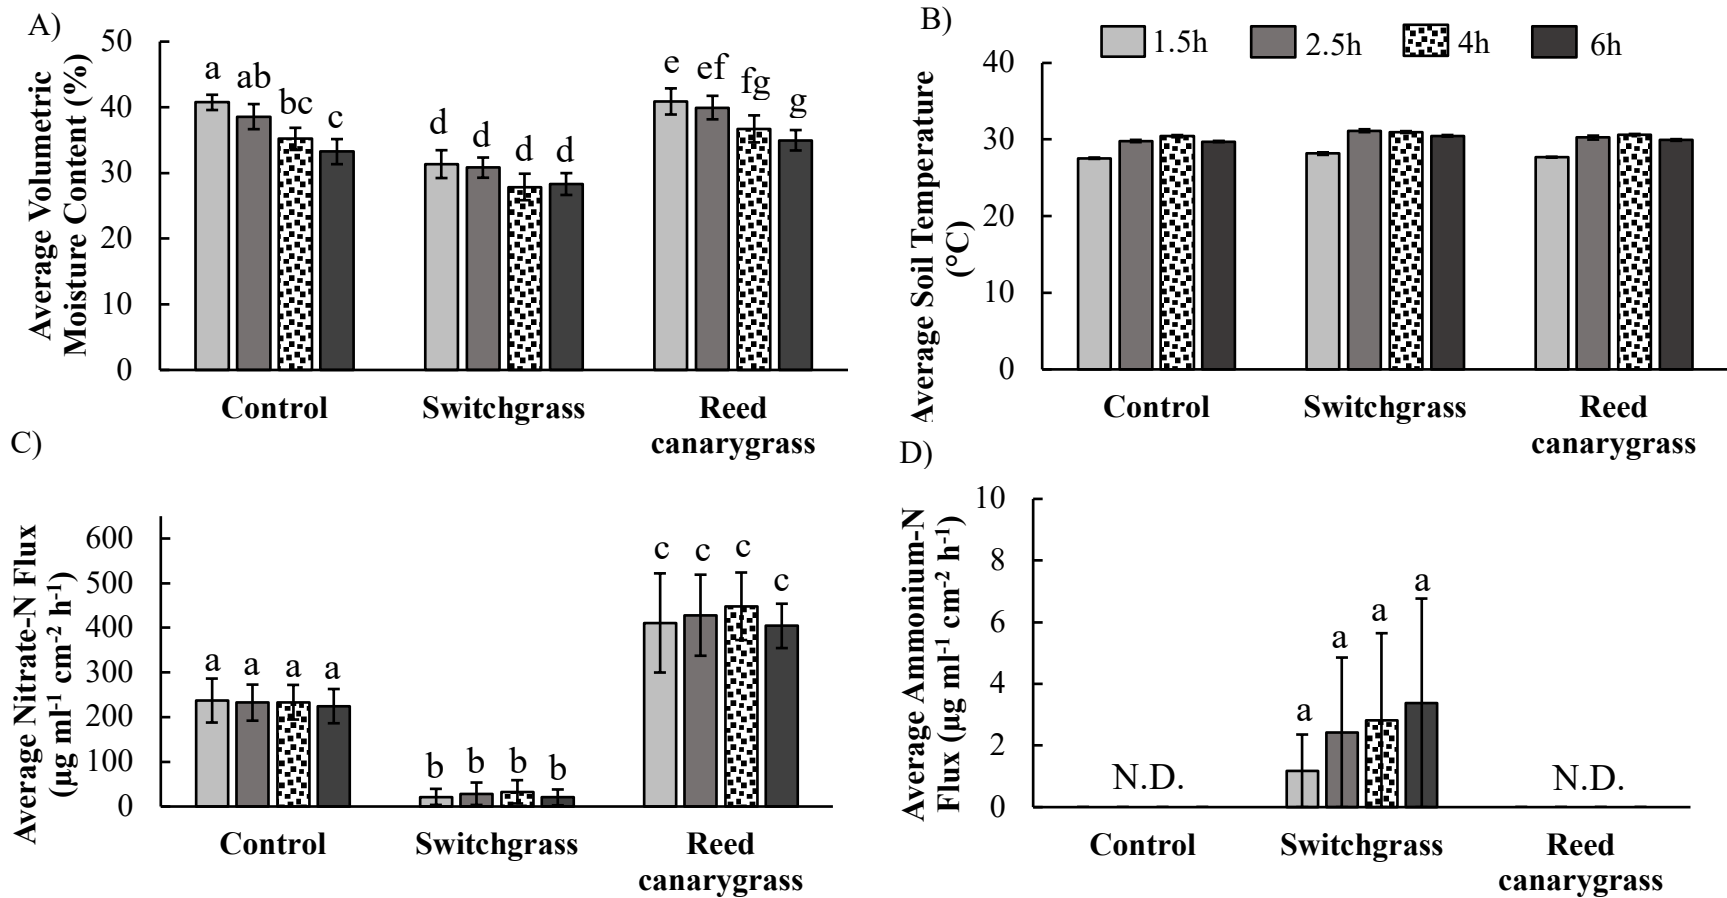 A)
Average Volumetric
Moisture Content (%)
50
40
30
20
10
0
a ab bc c
d d d d
e ef fg g
Control Switchgrass Reed
canarygrass
B)
1.5h 2.5h 4h 6h
Average Soil Temperature
(°C)
40
30
20
10
0
Control Switchgrass Reed
canarygrass
C)
Average Nitrate-N Flux
(µg ml⁻¹ cm⁻² h⁻¹)
600
500
400
300
200
100
0
a a a a
b b b b
c c c c
Control Switchgrass Reed
canarygrass
D)
Average Ammonium-N
Flux (µg ml⁻¹ cm⁻² h⁻¹)
10
8
6
4
2
0
N.D.
a a a a
N.D.
Control Switchgrass Reed
canarygrass